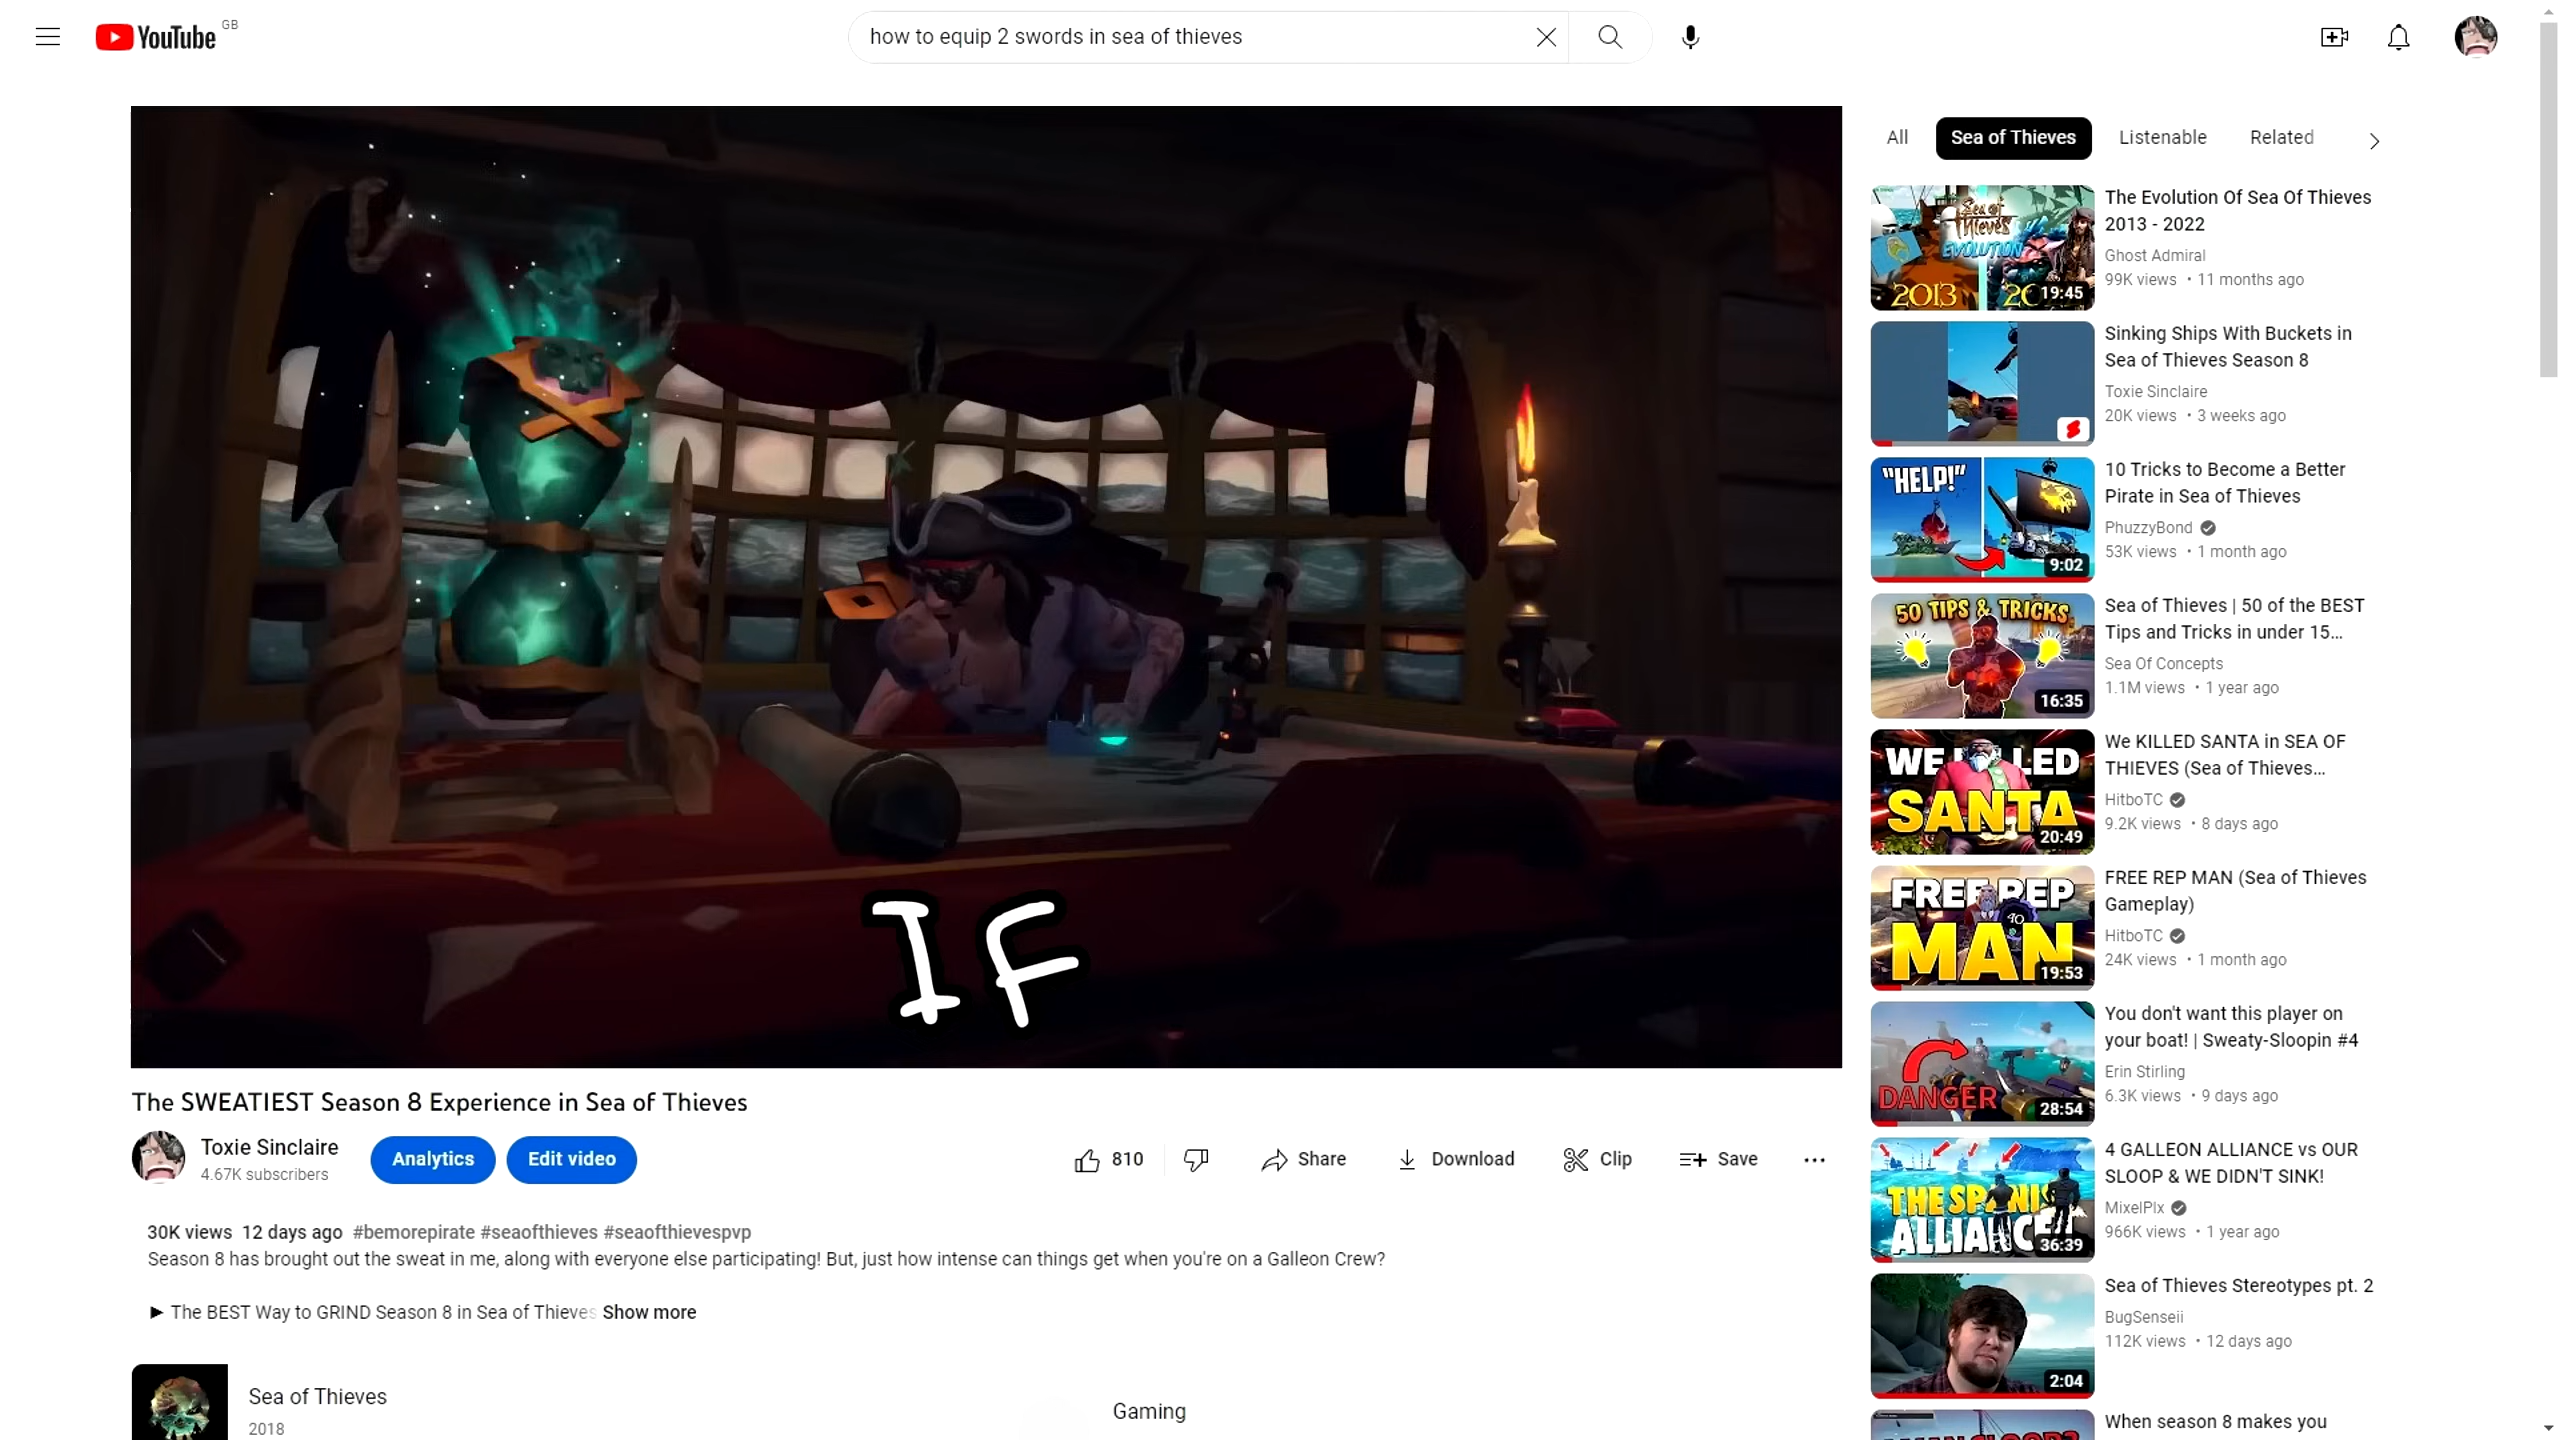 YouTube GB
how to equip 2 swords in sea of thieves
All
Sea of Thieves
Listenable
Related
IF
The SWEATIEST Season 8 Experience in Sea of Thieves
Toxie Sinclaire
4.67K subscribers
Analytics
Edit video
810
Share
Download
Clip
Save
30K views 12 days ago #bemorepirate #seaofthieves #seaofthievespvp
Season 8 has brought out the sweat in me, along with everyone else participating! But, just how intense can things get when you're on a Galleon Crew?
► The BEST Way to GRIND Season 8 in Sea of Thieves Show more
Sea of Thieves
2018
Gaming
Sea of Thieves
EVOLUTION
2013
19:45
The Evolution Of Sea Of Thieves
2013 - 2022
Ghost Admiral
99K views • 11 months ago
Sinking Ships With Buckets in
Sea of Thieves Season 8
Toxie Sinclaire
20K views • 3 weeks ago
"HELP!"
9:02
10 Tricks to Become a Better
Pirate in Sea of Thieves
PhuzzyBond
53K views • 1 month ago
50 TIPS & TRICKS
16:35
Sea of Thieves | 50 of the BEST
Tips and Tricks in under 15...
Sea Of Concepts
1.1M views • 1 year ago
SANTA
20:49
We KILLED SANTA in SEA OF
THIEVES (Sea of Thieves...
HitboTC
9.2K views • 8 days ago
FREE REP
MAN
19:53
FREE REP MAN (Sea of Thieves
Gameplay)
HitboTC
24K views • 1 month ago
DANGER
28:54
You don't want this player on
your boat! | Sweaty-Sloopin #4
Erin Stirling
6.3K views • 9 days ago
THE SPANI
ALLIANCE
36:39
4 GALLEON ALLIANCE vs OUR
SLOOP & WE DIDN'T SINK!
MixelPlx
966K views • 1 year ago
2:04
Sea of Thieves Stereotypes pt. 2
BugSenseii
112K views • 12 days ago
When season 8 makes you